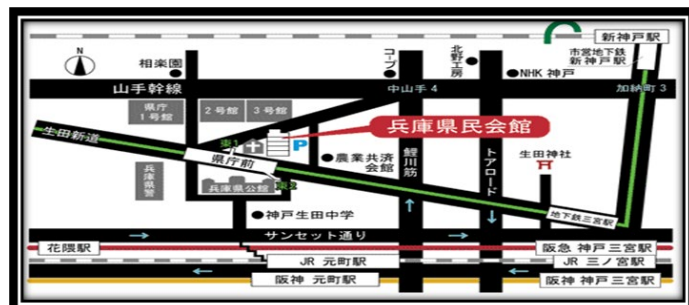 新神戸駅
N
相楽園
コープ
北野工房
NHK 神戸
市営地下鉄
新神戸駅
山手幹線
中山手 4
加納町 3
県庁
1号館
2号館
3号館
兵庫県民会館
生田新道
東1
P
県庁前
農業共済
会館
鯉川筋
トアロード
生田神社
兵庫県警
兵庫県公館
東2
神戸生田中学
地下鉄三宮駅
サンセット通り
花隈駅
阪急 神戸三宮駅
JR 元町駅
JR 三ノ宮駅
阪神 元町駅
阪神 神戸三宮駅